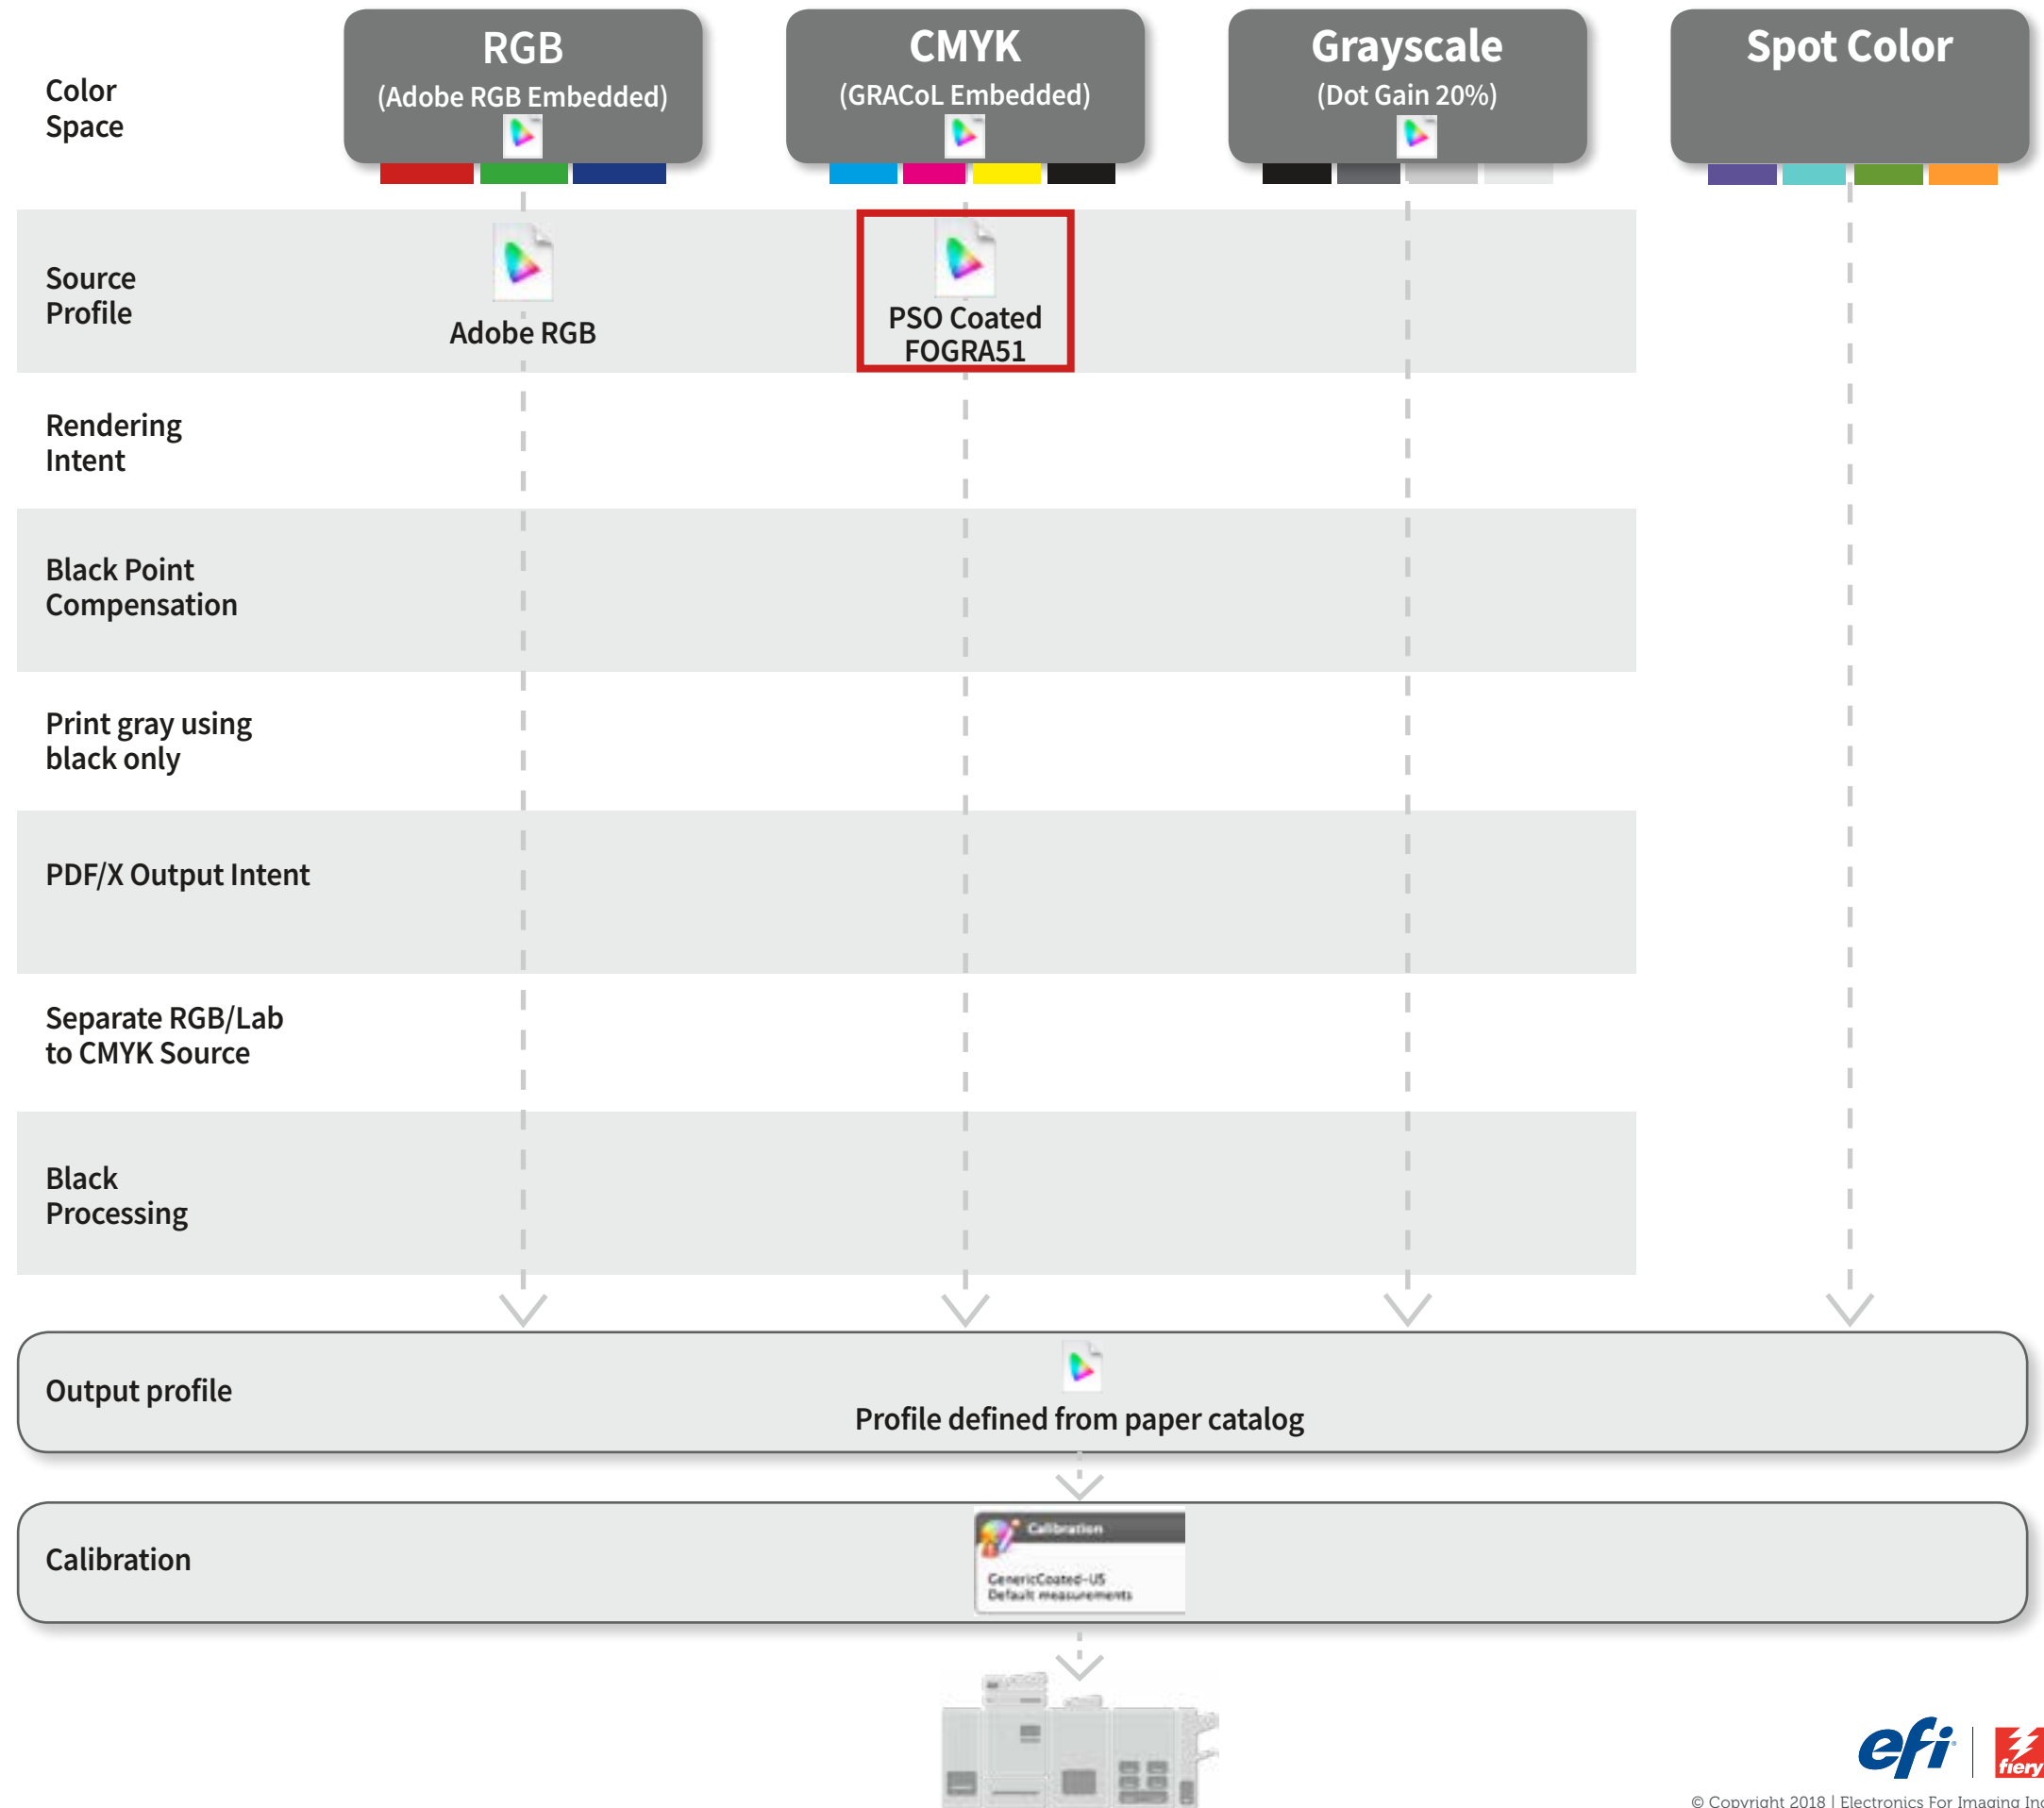 RGB
(Adobe RGB Embedded)
CMYK
(GRACoL Embedded)
Grayscale
(Dot Gain 20%)
Spot Color
Color
Space
Source
Profile
Adobe RGB
PSO Coated
FOGRA51
Rendering
Intent
Black Point
Compensation
Print gray using
black only
PDF/X Output Intent
Separate RGB/Lab
to CMYK Source
Black
Processing
Output profile
Profile defined from paper catalog
Calibration
Calibration
GenericCoated-US
Default measurements
efi
fiery
© Copyright 2018 | Electronics For Imaging Inc